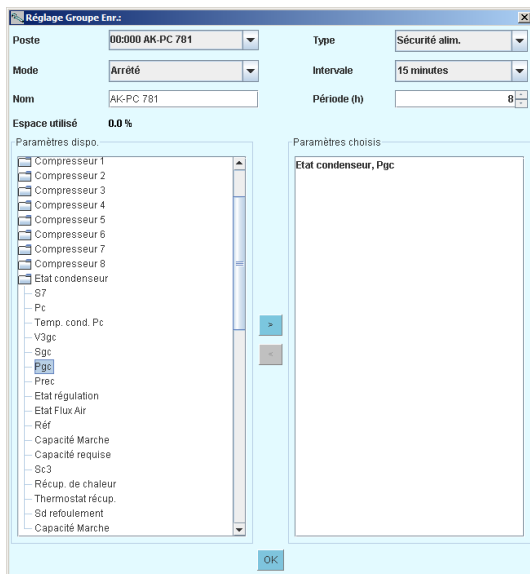 Réglage Groupe Enr.:
Poste 00:000 AK-PC 781 Type Sécurité alim.
Mode Arrêté Intervale 15 minutes
Nom AK-PC 781 Période (h) 8
Espace utilisé 0.0 %
Paramètres dispo. Paramètres choisis
Compresseur 1 Etat condenseur, Pgc
Compresseur 2
Compresseur 3
Compresseur 4
Compresseur 5
Compresseur 6
Compresseur 7
Compresseur 8
Etat condenseur
S7
Pc
Temp. cond. Pc
V3gc
>
Sgc
<
Pgc
Prec
Etat régulation
Etat Flux Air
Réf
Capacité Marche
Capacité requise
Sc3
Récup. de chaleur
Thermostat récup.
Sd refoulement
Capacité Marche
OK